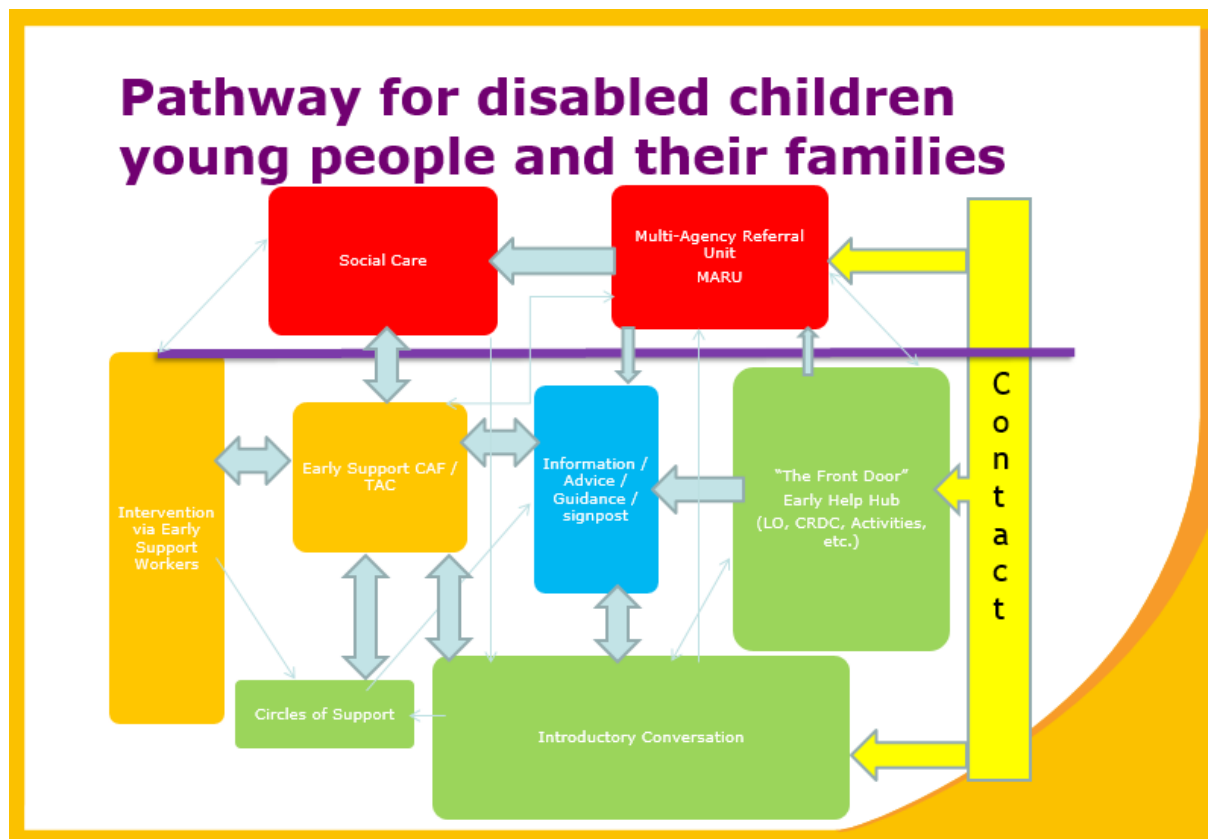 Pathway for disabled children
young people and their families
Social Care
Multi-Agency Referral
Unit
MARU
Contact
Early Support CAF /
TAC
Information /
Advice /
Guidance /
signpost
“The Front Door”
Early Help Hub
(LO, CRDC, Activities,
etc.)
Intervention
via Early
Support
Workers
Circles of Support
Introductory Conversation